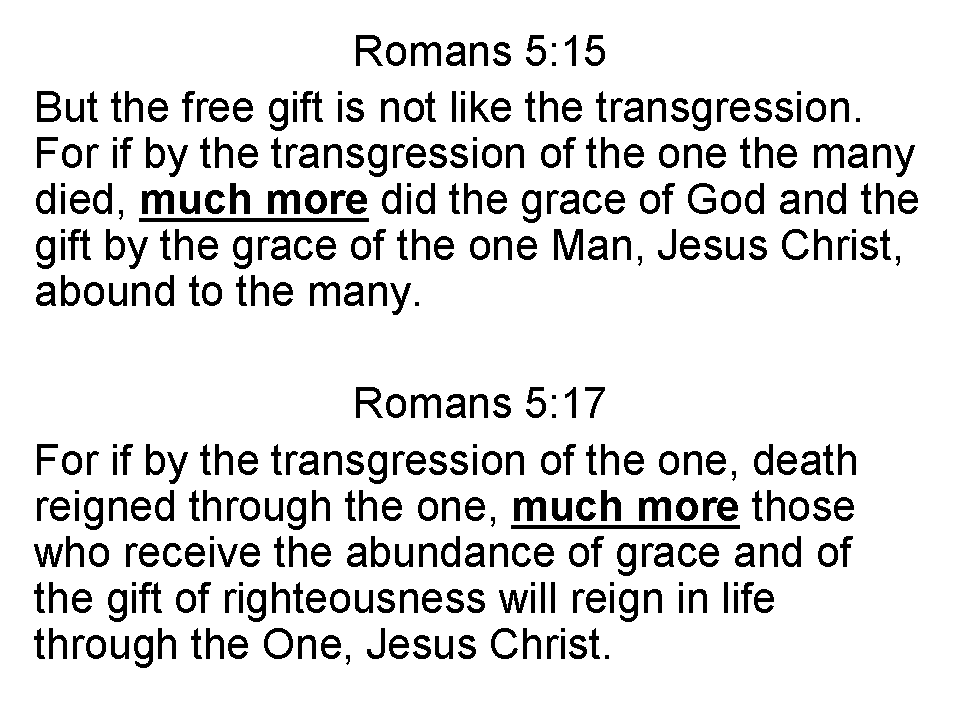 Romans 5:15
But the free gift is not like the transgression.
For if by the transgression of the one the many
died, much more did the grace of God and the
gift by the grace of the one Man, Jesus Christ,
abound to the many.
Romans 5:17
For if by the transgression of the one, death
reigned through the one, much more those
who receive the abundance of grace and of
the gift of righteousness will reign in life
through the One, Jesus Christ.